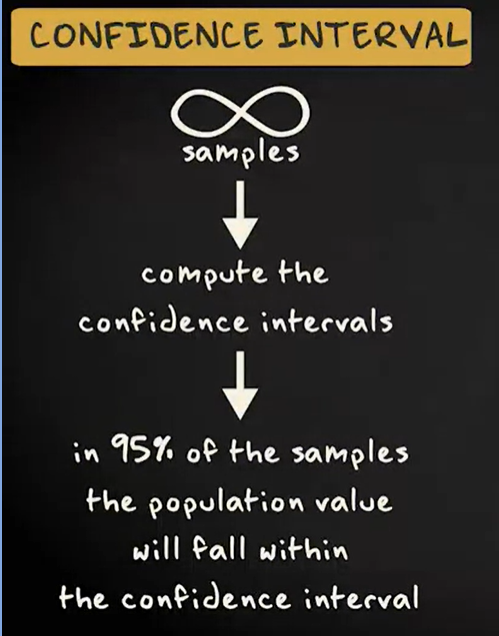 CONFIDENCE INTERVAL
∞
samples
compute the
confidence intervals
in 95% of the samples
the population value
will fall within
the confidence interval